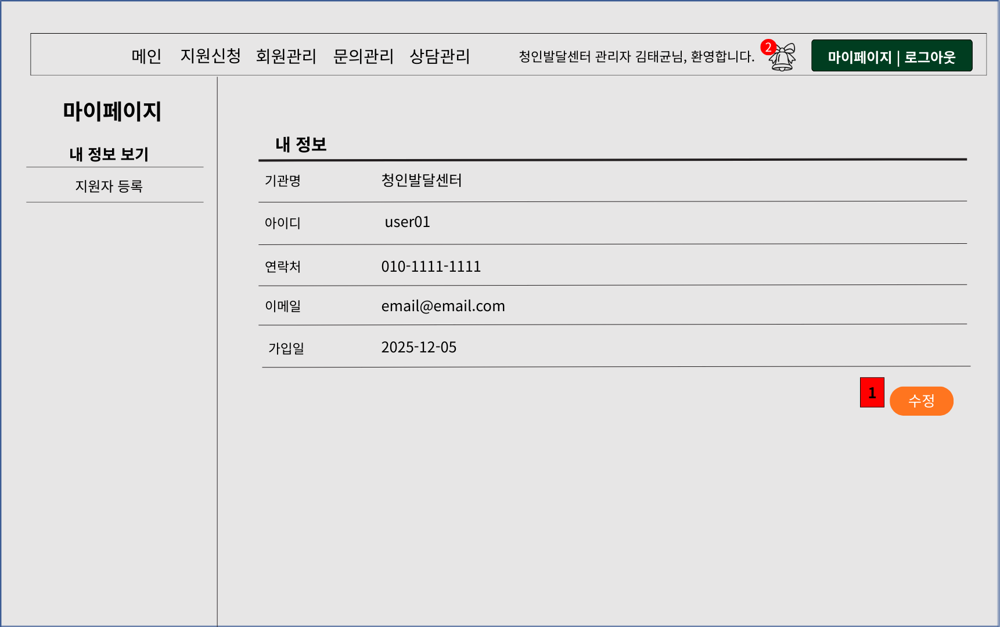 메인 지원신청 회원관리 문의관리 상담관리 청인발달센터 관리자 김태균님, 환영합니다. 2 마이페이지 | 로그아웃
마이페이지
내 정보 보기
지원자 등록
내 정보
기관명 청인발달센터
아이디 user01
연락처 010-1111-1111
이메일 email@email.com
가입일 2025-12-05
1 수정